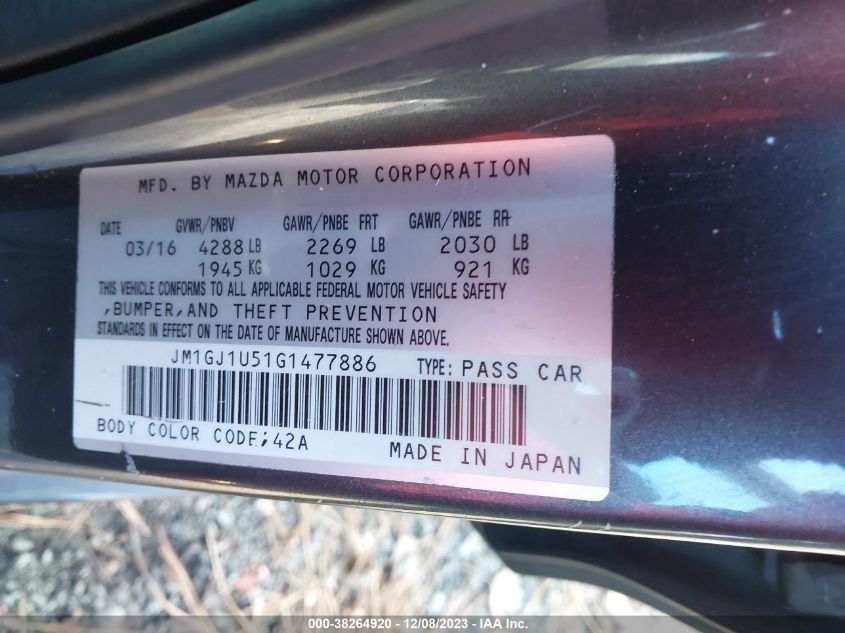 MFD. BY MAZDA MOTOR CORPORATION
DATE GVWR/PNBV GAWR/PNBE FRT GAWR/PNBE RR
03/16 4288 LB 2269 LB 2030 LB
1945 KG 1029 KG 921 KG
THIS VEHICLE CONFORMS TO ALL APPLICABLE FEDERAL MOTOR VEHICLE SAFETY
,BUMPER,AND THEFT PREVENTION
STANDARDS IN EFFECT ON THE DATE OF MANUFACTURE SHOWN ABOVE.
JM1GJ1U51G1477886 TYPE: PASS CAR
BODY COLOR CODE;42A
MADE IN JAPAN
000-38264920 - 12/08/2023 - IAA Inc.